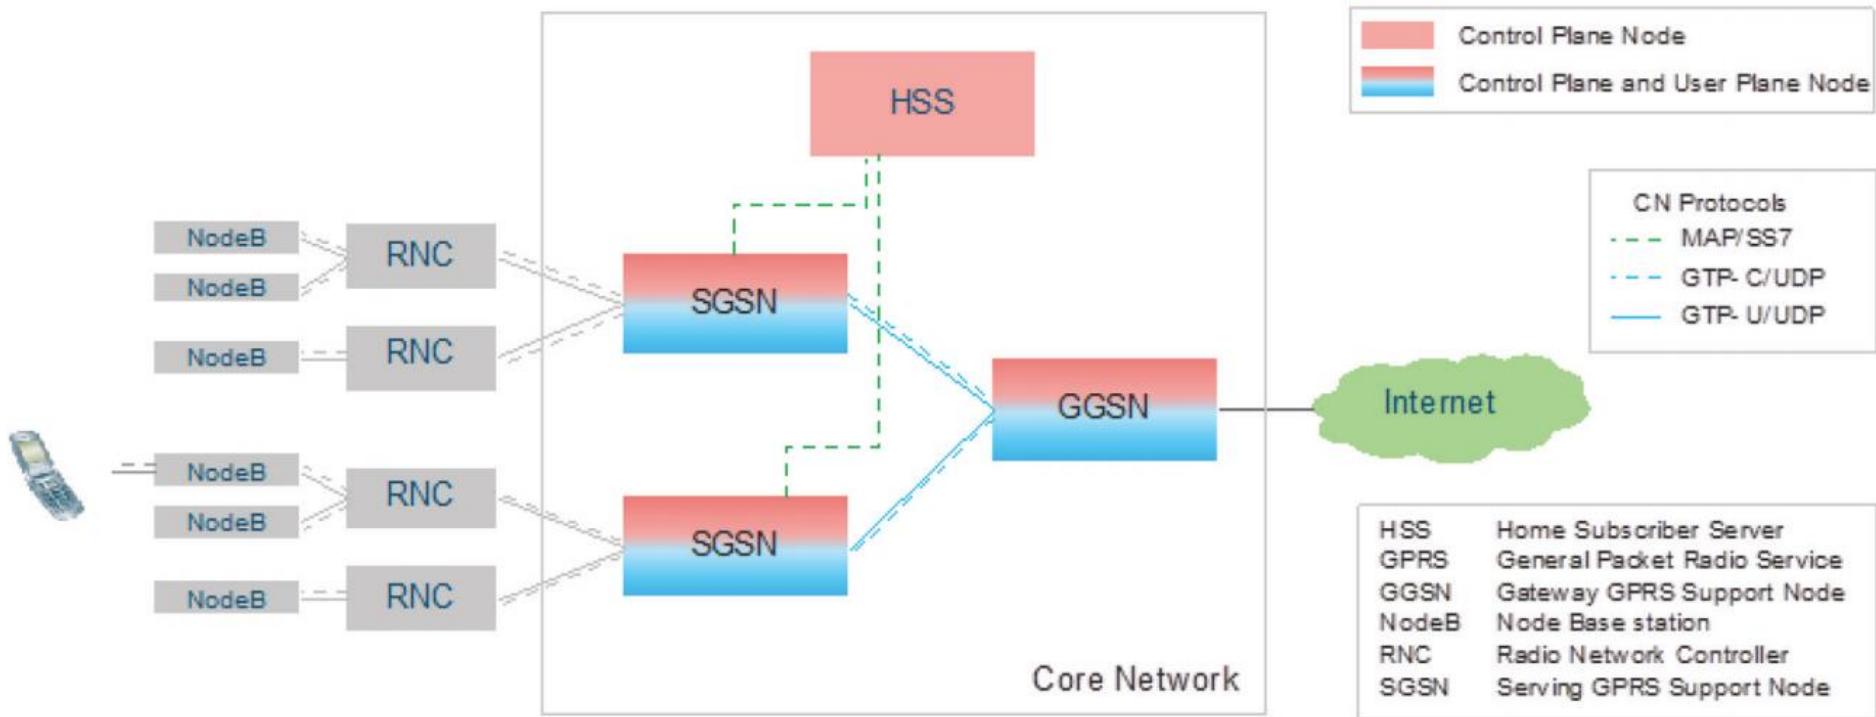 HSS
NodeB
NodeB
RNC
NodeB
RNC
SGSN
NodeB
NodeB
RNC
NodeB
RNC
SGSN
GGSN
Internet
Core Network
Control Plane Node
Control Plane and User Plane Node
CN Protocols
MAP/SS7
GTP- C/UDP
GTP- U/UDP
HSS Home Subscriber Server
GPRS General Packet Radio Service
GGSN Gateway GPRS Support Node
NodeB Node Base station
RNC Radio Network Controller
SGSN Serving GPRS Support Node